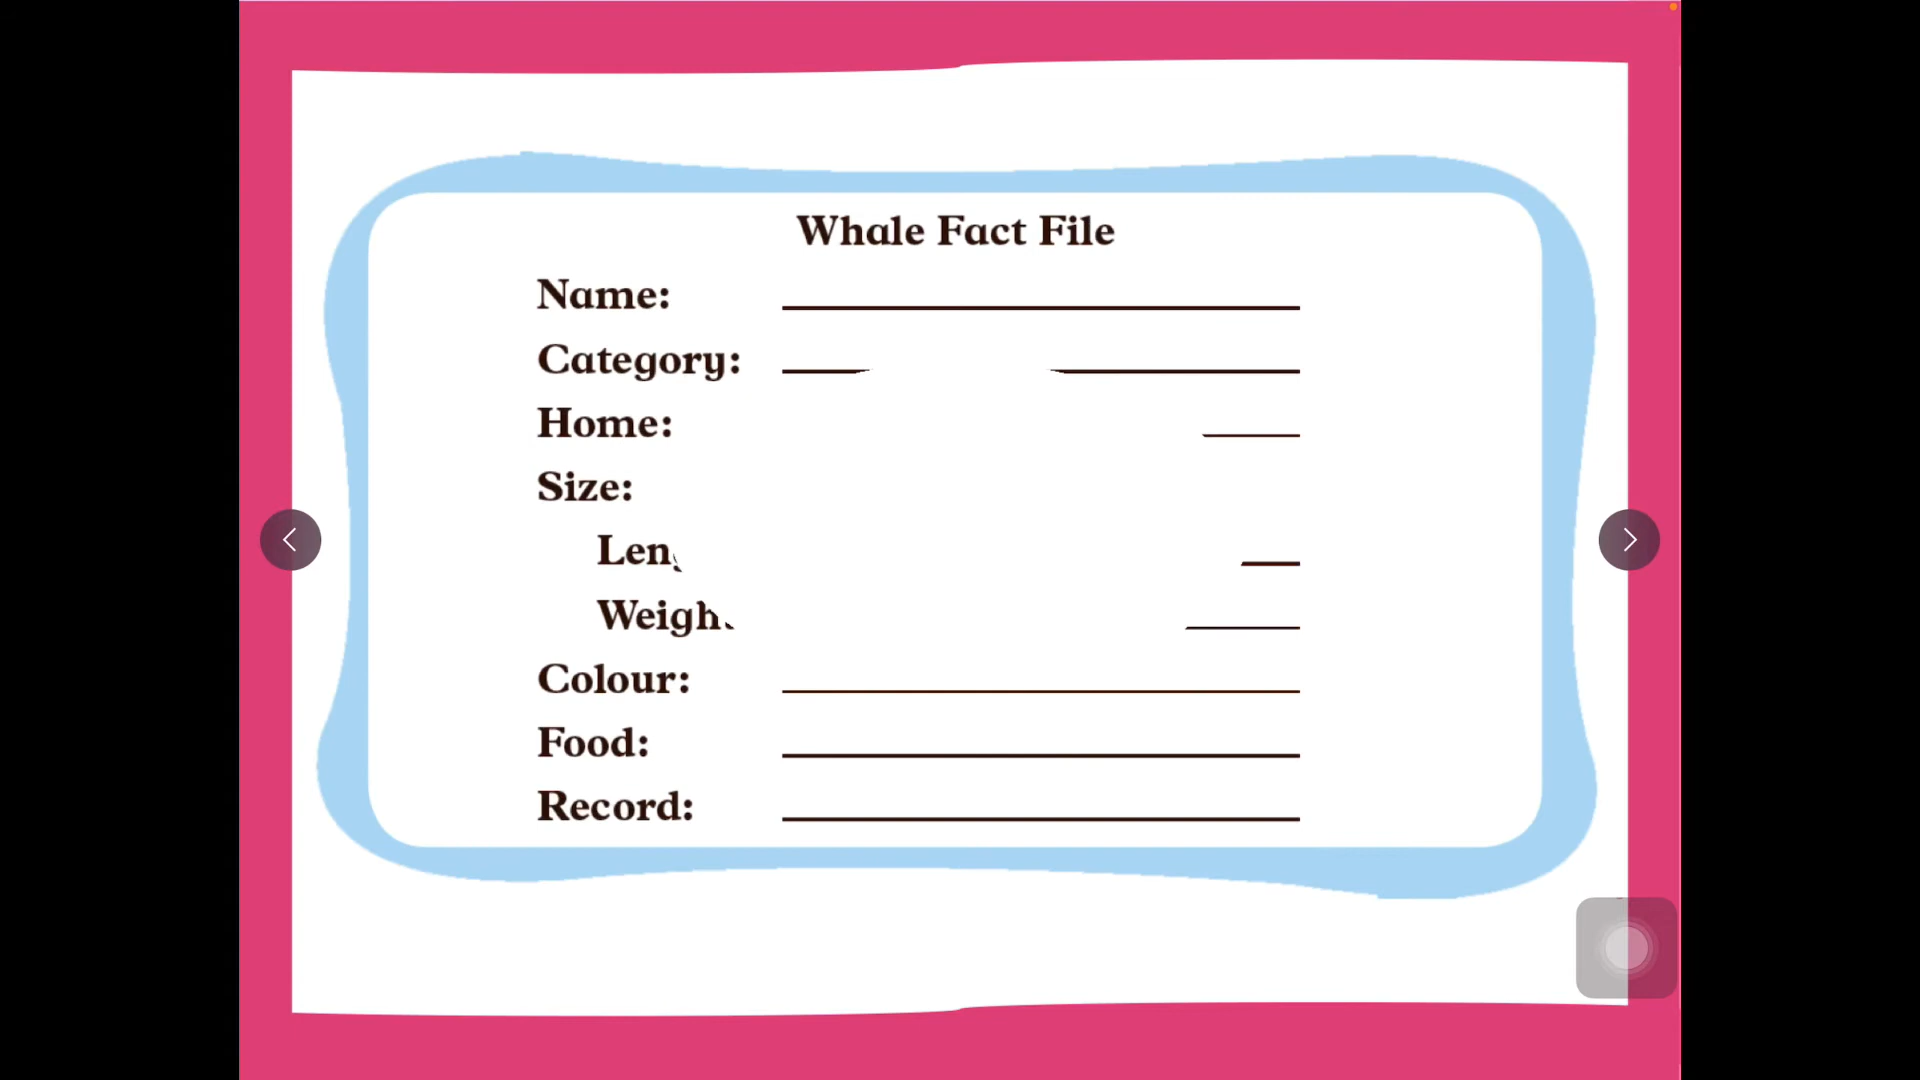 Whale Fact File
Name:
Category:
Home:
Size:
Len
Weigh
Colour:
Food:
Record: